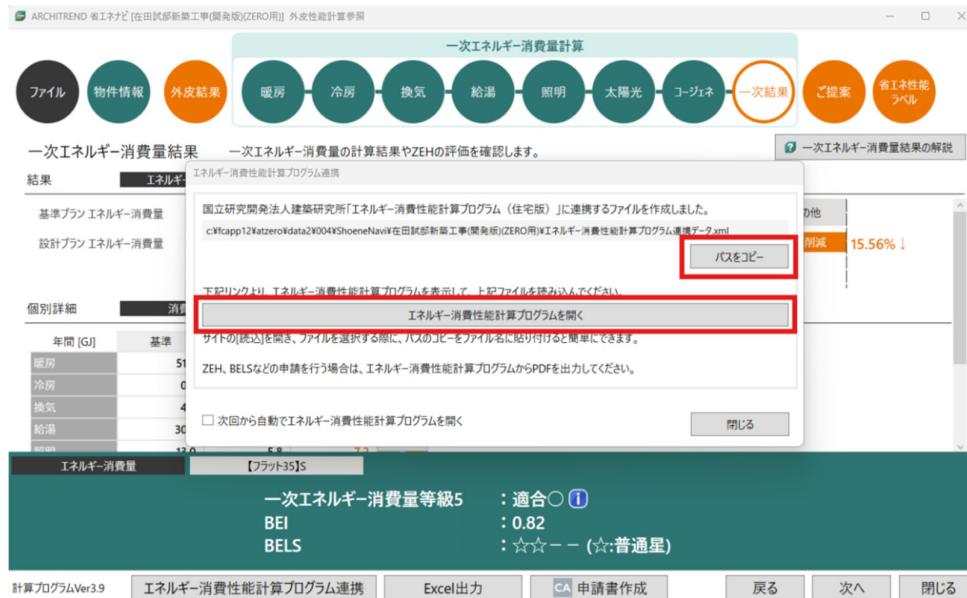 ARCHITREND 省エネナビ [在田試邸新築工事(開発版)(ZERO用)] 外皮性能計算参照
一次エネルギー消費量計算
ファイル
物件情報
外皮結果
暖房
冷房
換気
給湯
照明
太陽光
コージェネ
一次結果
ご提案
省エネ性能
ラベル
一次エネルギー消費量結果
一次エネルギー消費量の計算結果やZEHの評価を確認します。
一次エネルギー消費量結果の解説
結果
エネルギー
基準プラン エネルギー消費量
の他
設計プラン エネルギー消費量
削減
15.56%↓
エネルギー消費性能計算プログラム連携
国立研究開発法人建築研究所「エネルギー消費性能計算プログラム（住宅版）」に連携するファイルを作成しました。
c:¥fcapp12¥atzero¥data2¥004¥ShoeneNavi¥在田試邸新築工事(開発版)(ZERO用)¥エネルギー消費性能計算プログラム連携データ.xml
パスをコピー
下記リンクより、エネルギー消費性能計算プログラムを表示して、上記ファイルを読み込んでください。
エネルギー消費性能計算プログラムを開く
サイトの[読込]を開き、ファイルを選択する際に、パスのコピーをファイル名に貼り付けると簡単にできます。
ZEH、BELSなどの申請を行う場合は、エネルギー消費性能計算プログラムからPDFを出力してください。
次回から自動でエネルギー消費性能計算プログラムを開く
閉じる
個別詳細
消費
年間 [GJ]
基準
暖房
51
冷房
0
換気
4
給湯
30
照明
13.0
5.8
7.2
エネルギー消費量
【フラット35】S
一次エネルギー消費量等級5
：適合○
BEI
：0.82
BELS
：☆☆－－ (☆:普通星)
計算プログラムVer3.9
エネルギー消費性能計算プログラム連携
Excel出力
CA 申請書作成
戻る
次へ
閉じる